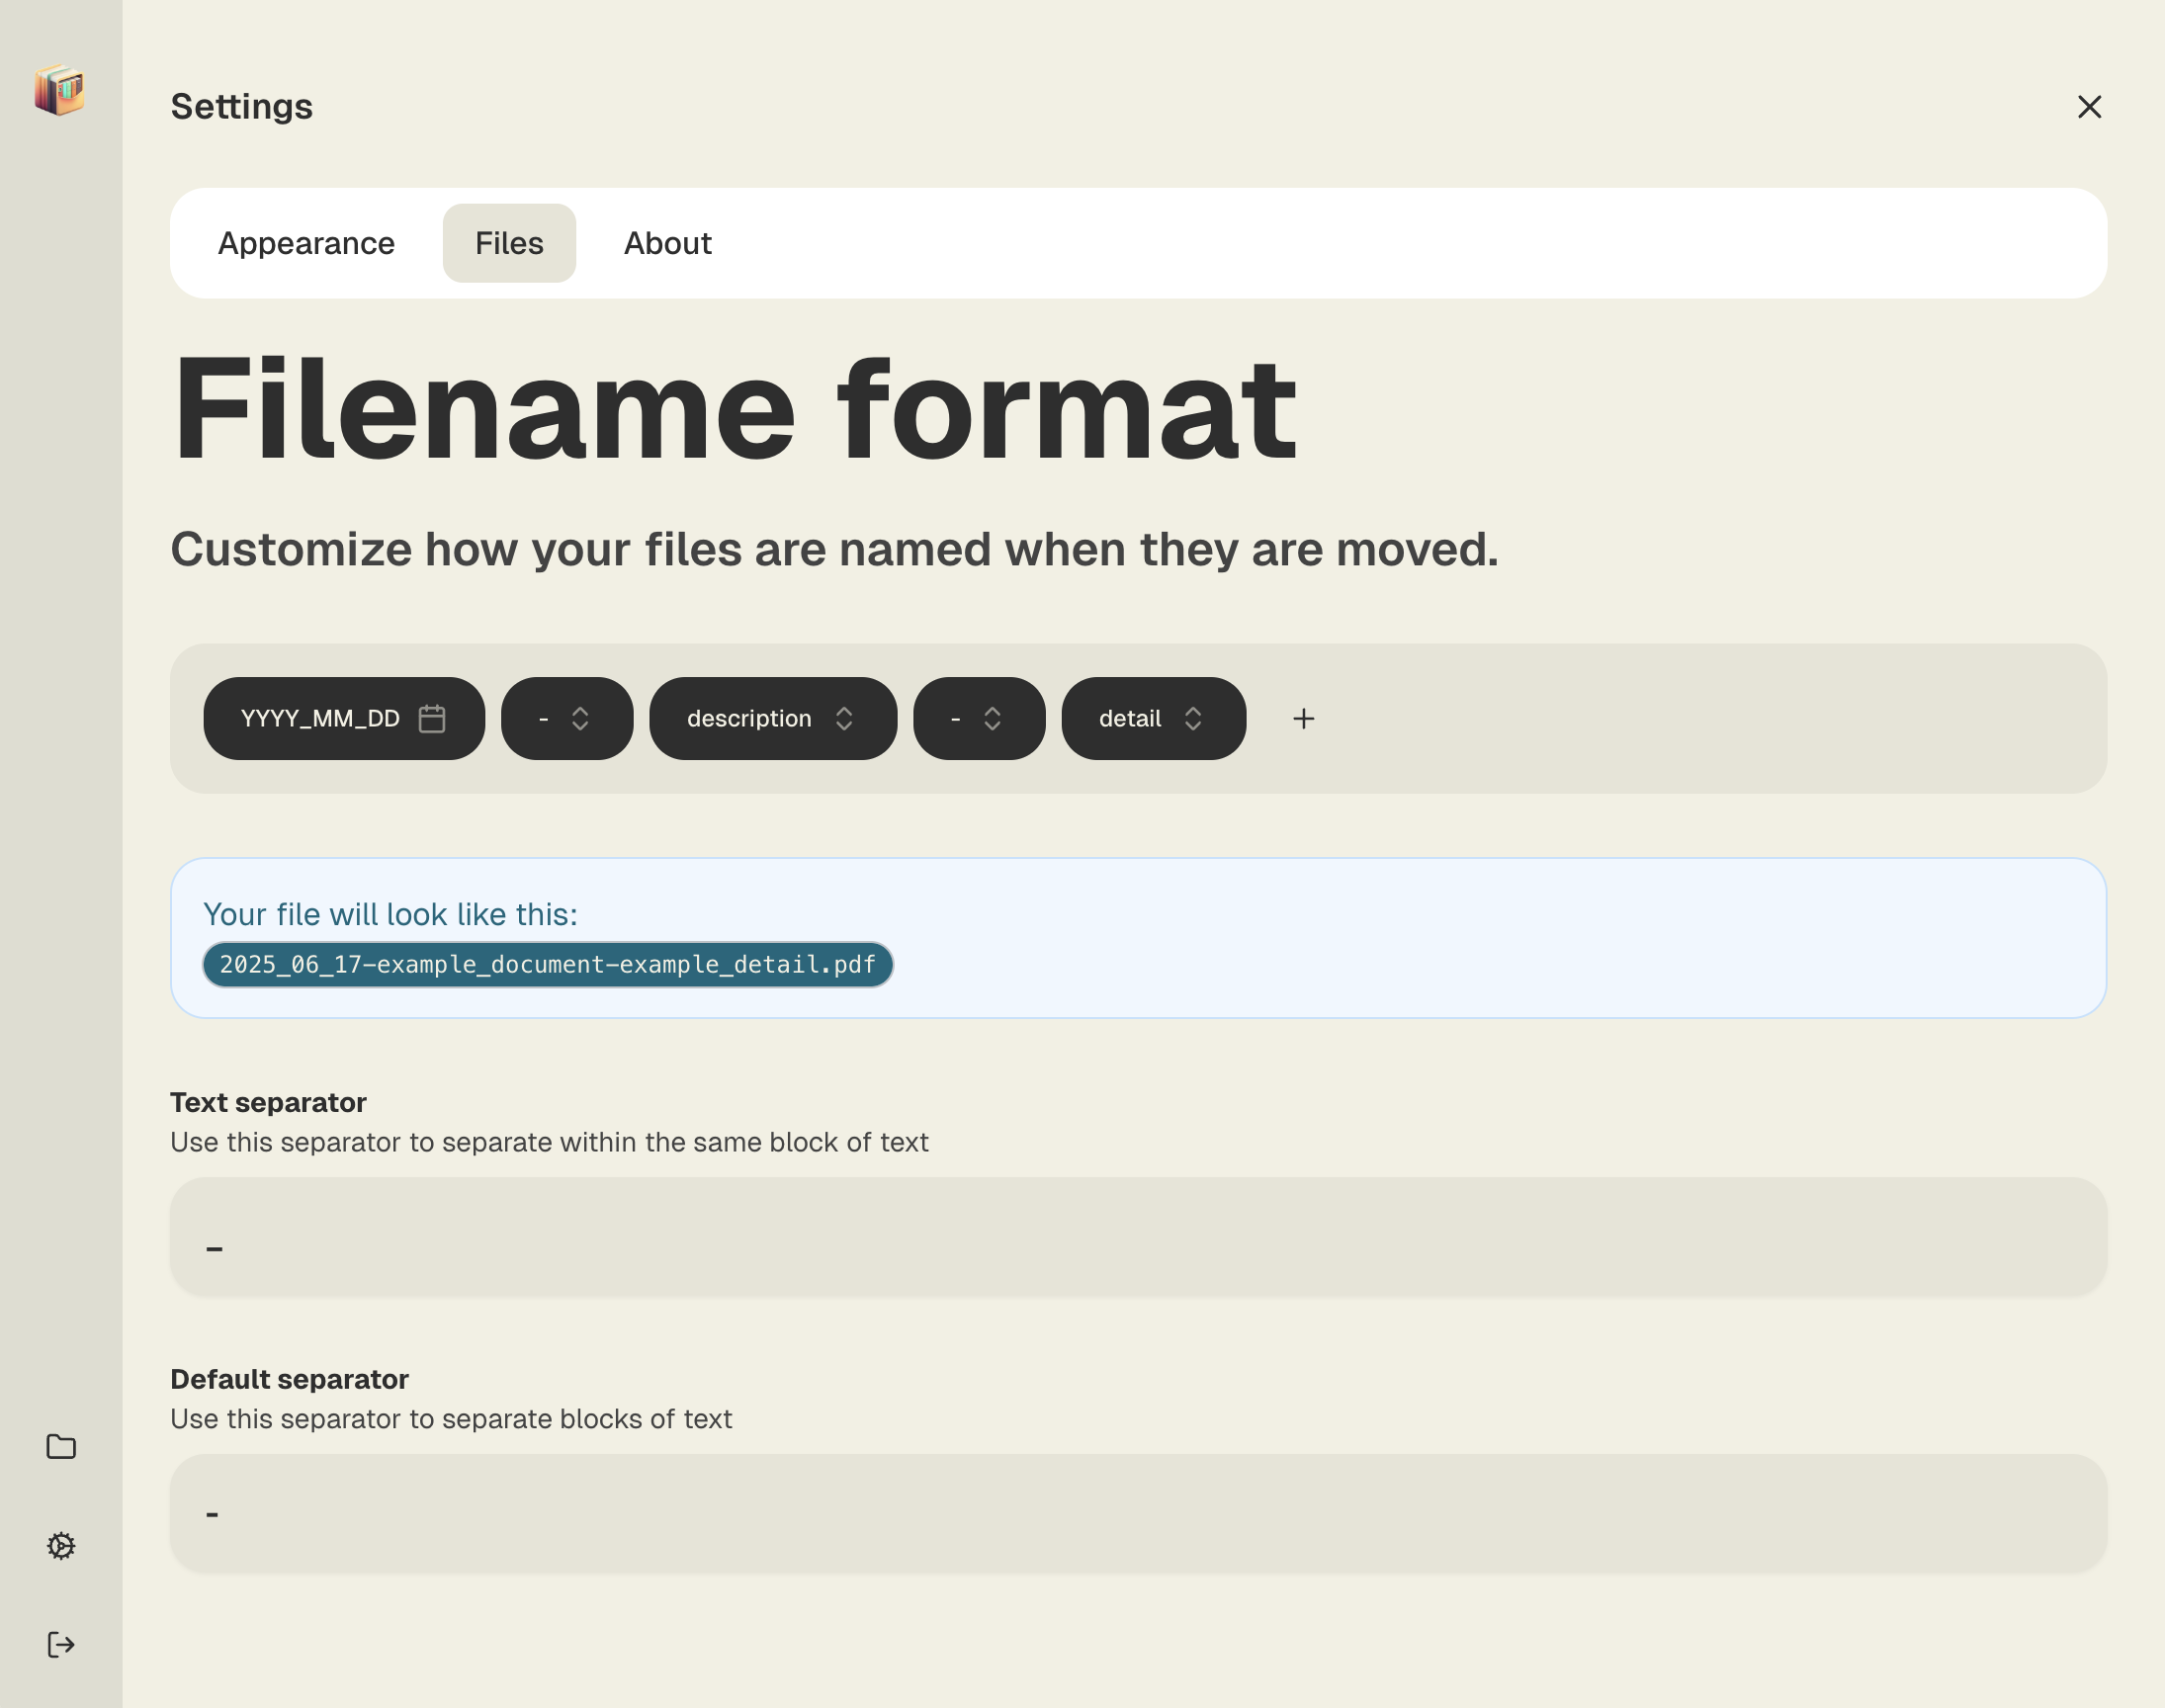 Settings
Appearance Files About
Filename format
Customize how your files are named when they are moved.
YYYY_MM_DD - description - detail +
Your file will look like this:
2025_06_17-example_document-example_detail.pdf
Text separator
Use this separator to separate within the same block of text
_
Default separator
Use this separator to separate blocks of text
-